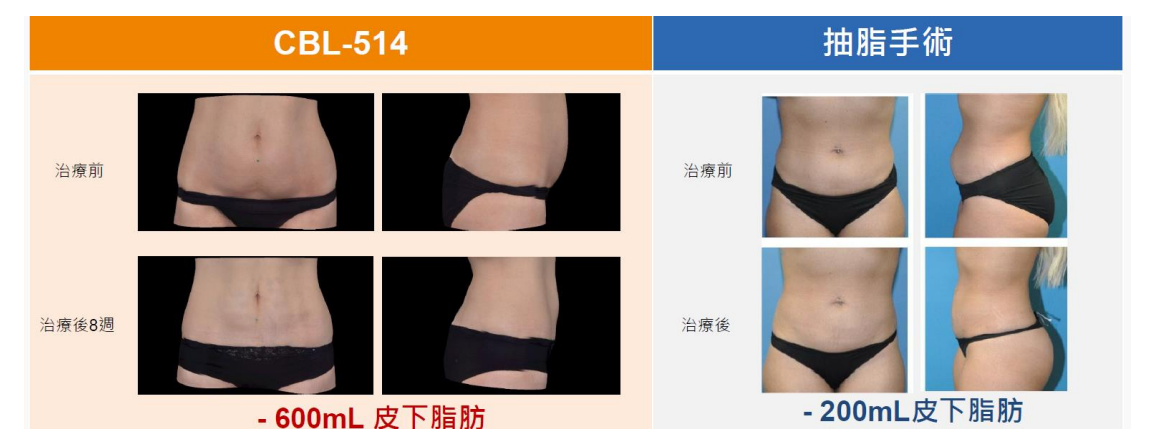 CBL-514
抽脂手術
治療前
治療前
治療後8週
治療後
- 600mL 皮下脂肪
- 200mL皮下脂肪